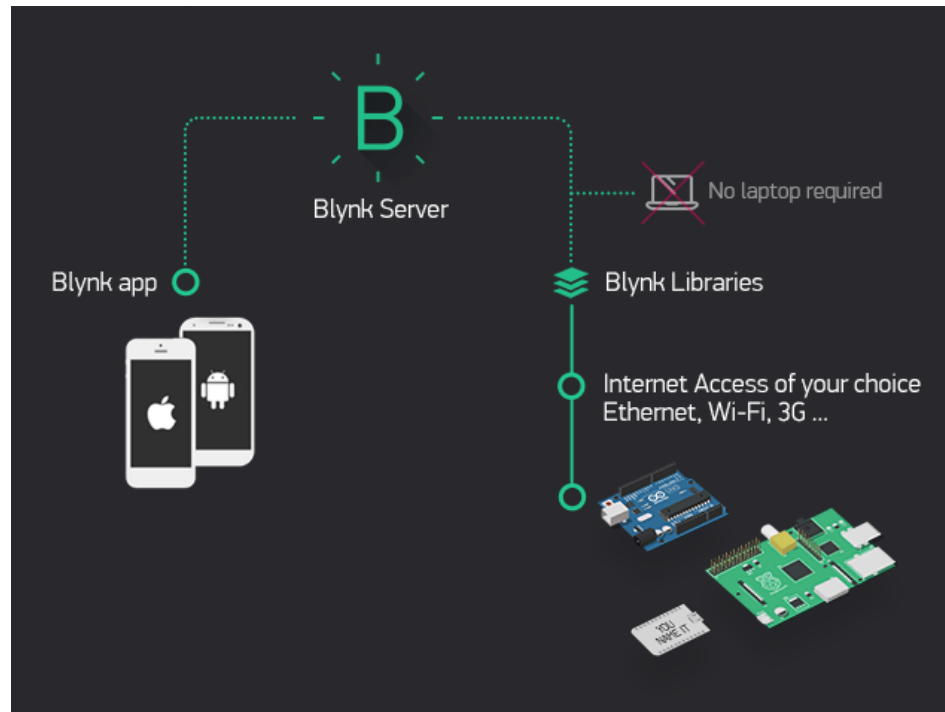 B
Blynk Server
No laptop required
Blynk app
Blynk Libraries
Internet Access of your choice
Ethernet, Wi-Fi, 3G ...
UNO
YOU
NAME IT